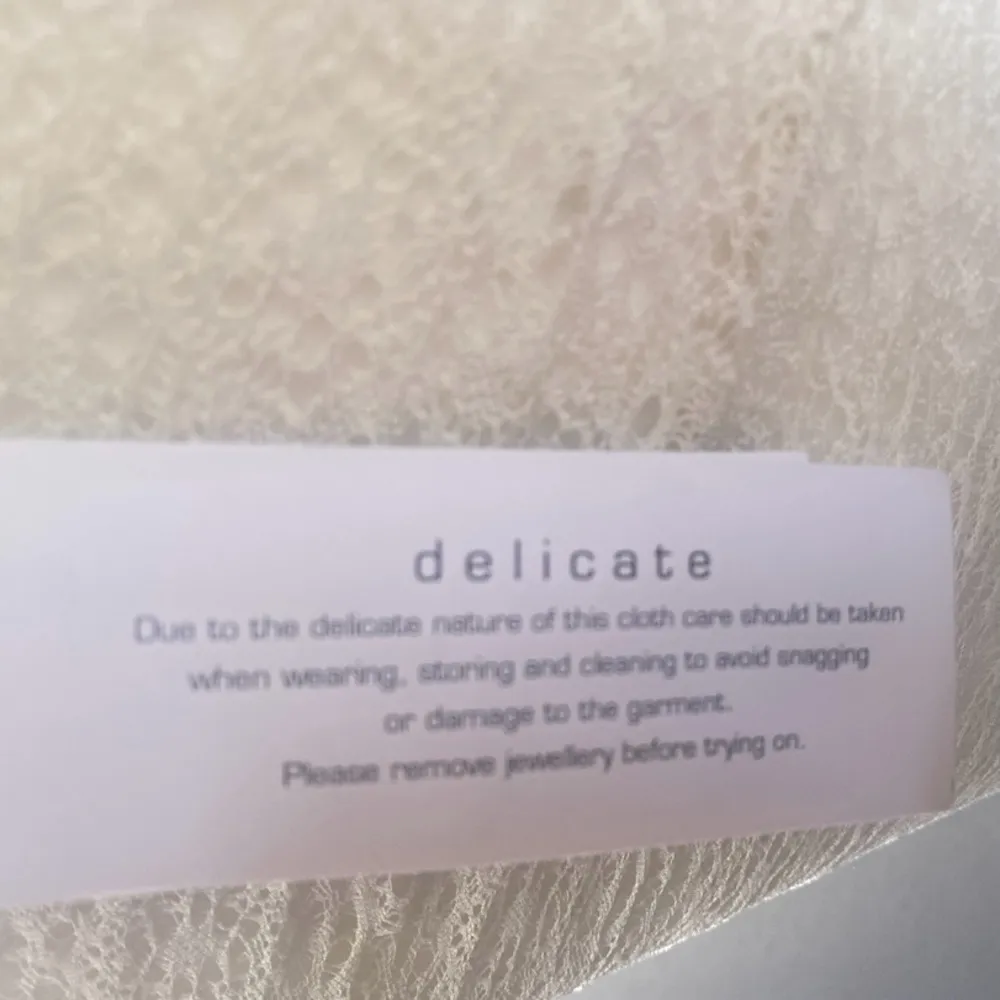 delicate
Due to the delicate nature of this cloth care should be taken
when wearing, storing and cleaning to avoid snagging
or damage to the garment.
Please remove jewellery before trying on.